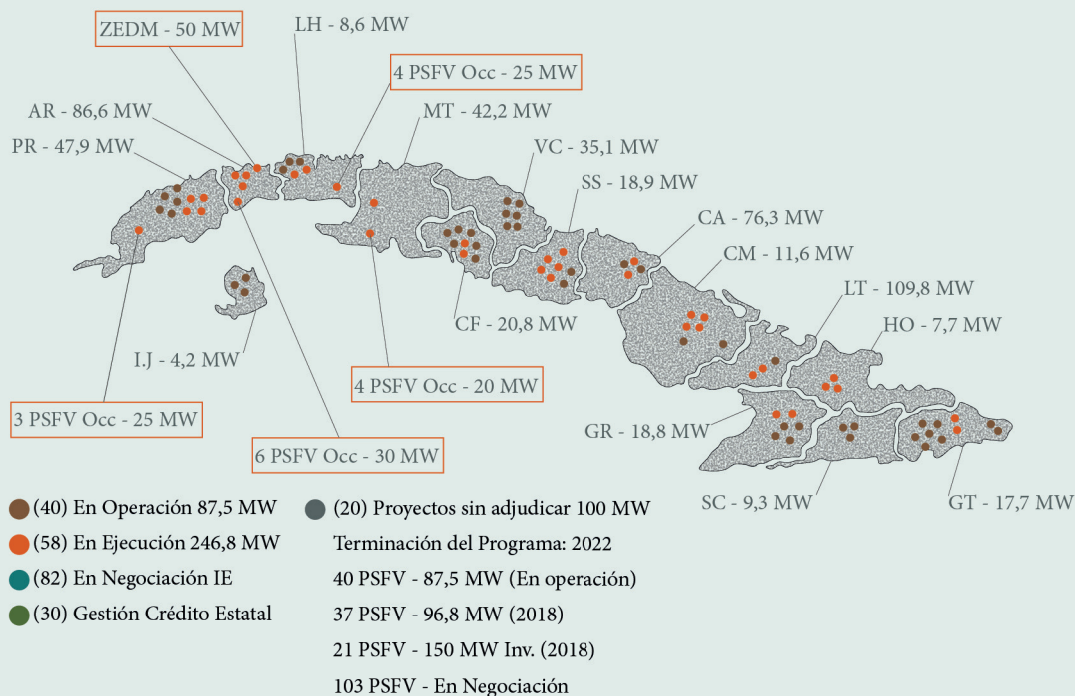 ZEDM - 50 MW
LH - 8,6 MW
4 PSFV Occ - 25 MW
AR - 86,6 MW
MT - 42,2 MW
PR - 47,9 MW
VC - 35,1 MW
SS - 18,9 MW
CA - 76,3 MW
CM - 11,6 MW
LT - 109,8 MW
HO - 7,7 MW
CF - 20,8 MW
I.J - 4,2 MW
4 PSFV Occ - 20 MW
3 PSFV Occ - 25 MW
GR - 18,8 MW
6 PSFV Occ - 30 MW
SC - 9,3 MW
GT - 17,7 MW
(40) En Operación 87,5 MW
(58) En Ejecución 246,8 MW
(82) En Negociación IE
(30) Gestión Crédito Estatal
(20) Proyectos sin adjudicar 100 MW
Terminación del Programa: 2022
40 PSFV - 87,5 MW (En operación)
37 PSFV - 96,8 MW (2018)
21 PSFV - 150 MW Inv. (2018)
103 PSFV - En Negociación